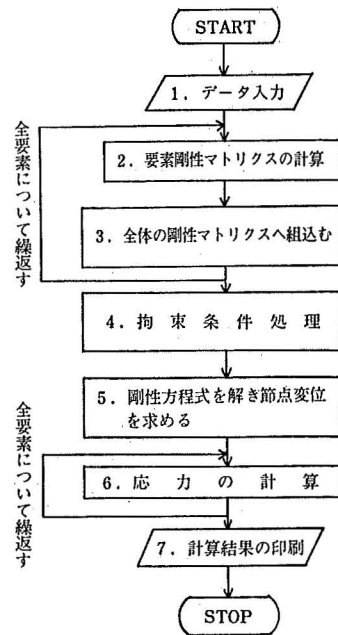 START
1．データ入力
全要素について繰返す
2．要素剛性マトリクスの計算
3．全体の剛性マトリクスへ組込む
4．拘束条件処理
5．剛性方程式を解き節点変位
を求める
全要素について繰返す
6．応力の計算
7．計算結果の印刷
STOP